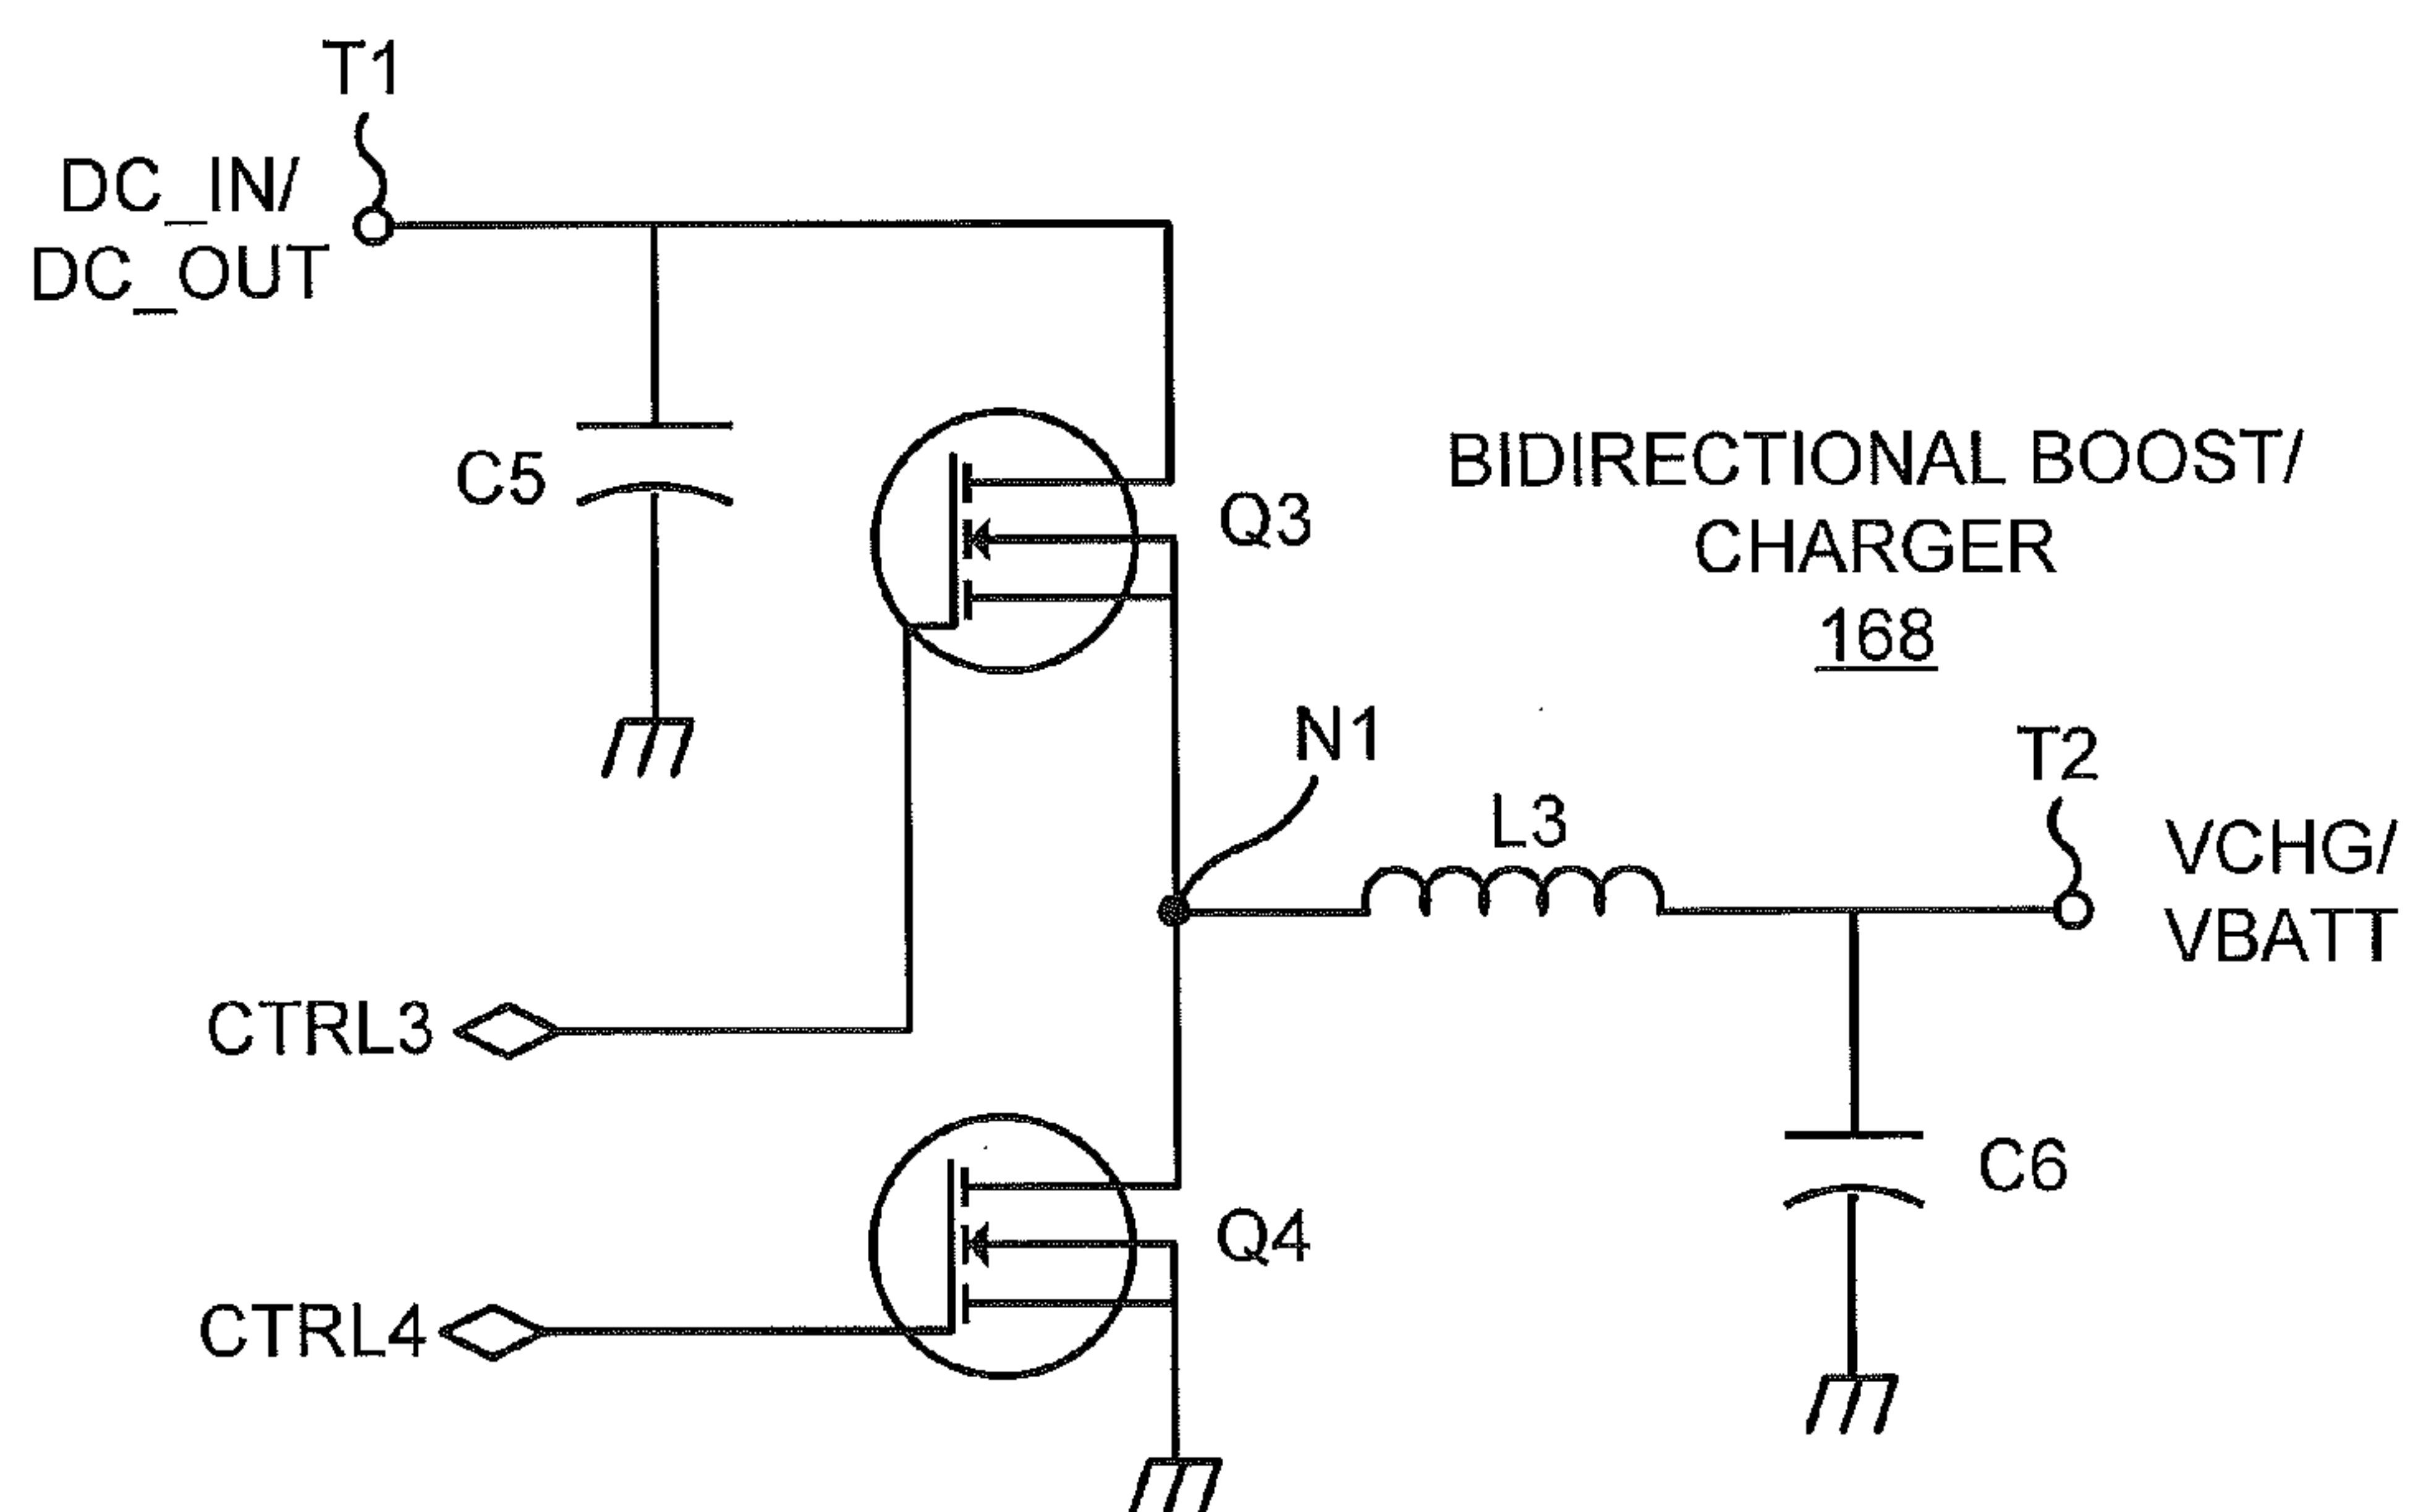 T1
DC_IN/
DC_OUT
C5
Q3
BIDIRECTIONAL BOOST/
CHARGER
168
N1
L3
T2
VCHG/
VBATT
CTRL3
C6
Q4
CTRL4